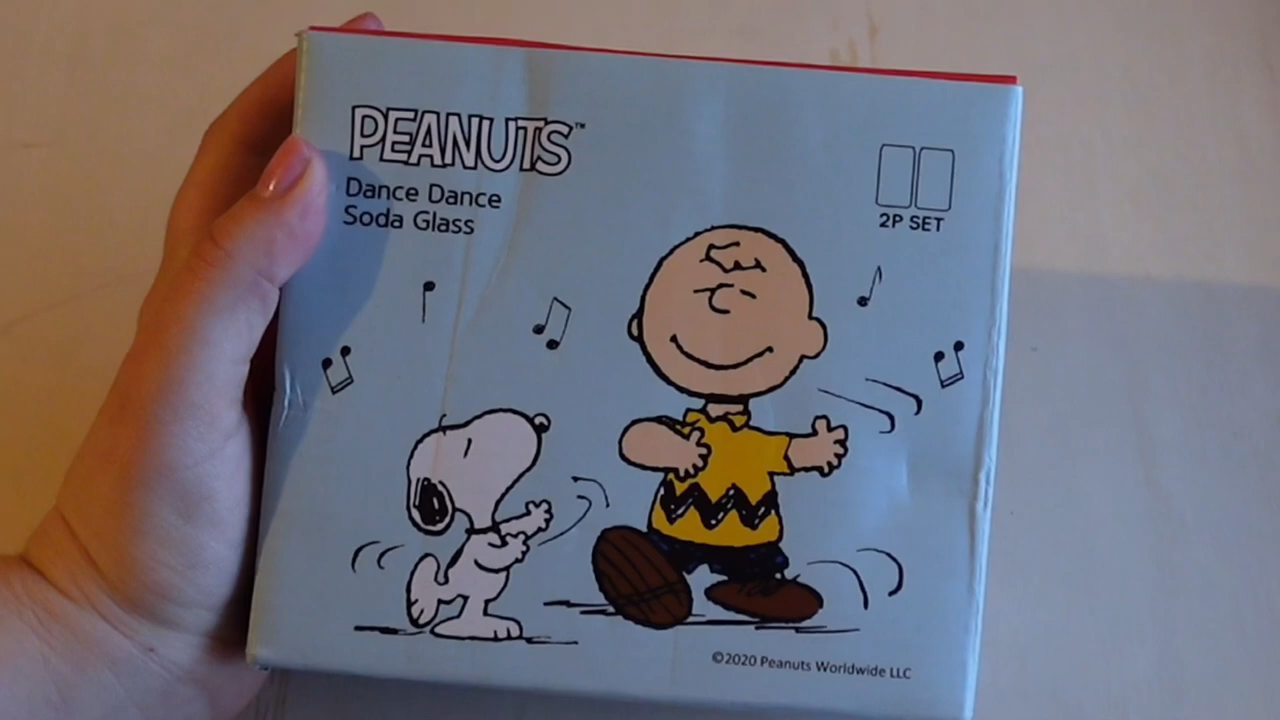 PEANUTS™
Dance Dance
Soda Glass
2P SET
©2020 Peanuts Worldwide LLC